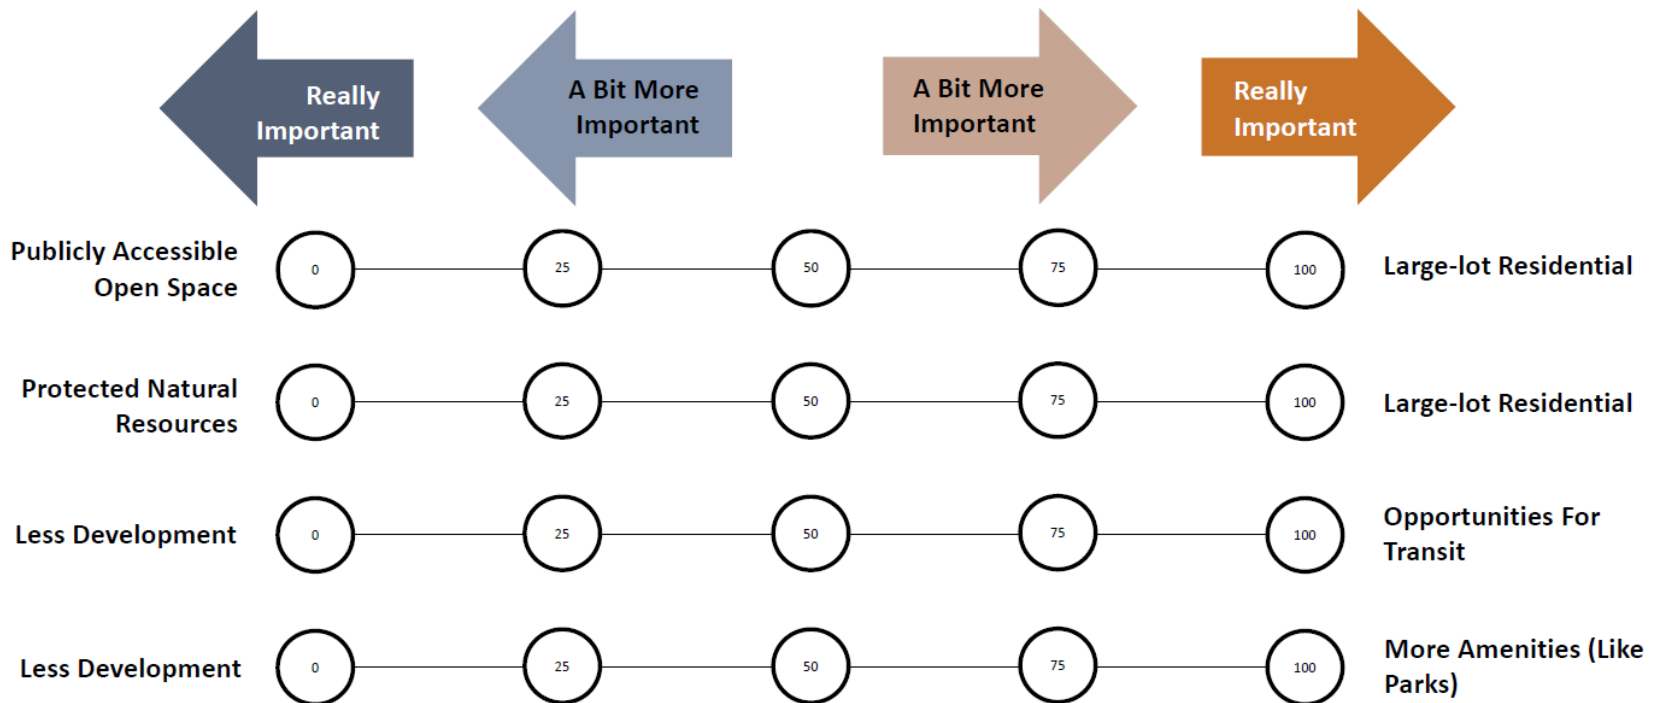 Really
Important
A Bit More
Important
A Bit More
Important
Really
Important
Publicly Accessible
Open Space
0
25
50
75
100
Large-lot Residential
Protected Natural
Resources
0
25
50
75
100
Large-lot Residential
Less Development
0
25
50
75
100
Opportunities For
Transit
Less Development
0
25
50
75
100
More Amenities (Like
Parks)